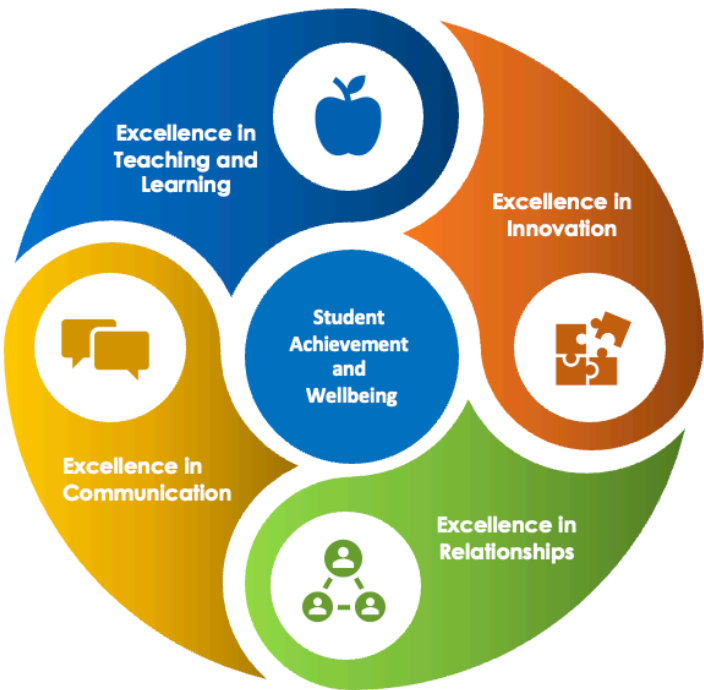 Excellence in
Teaching and
Learning
Excellence in
Innovation
Student
Achievement
and
Wellbeing
Excellence in
Communication
Excellence in
Relationships